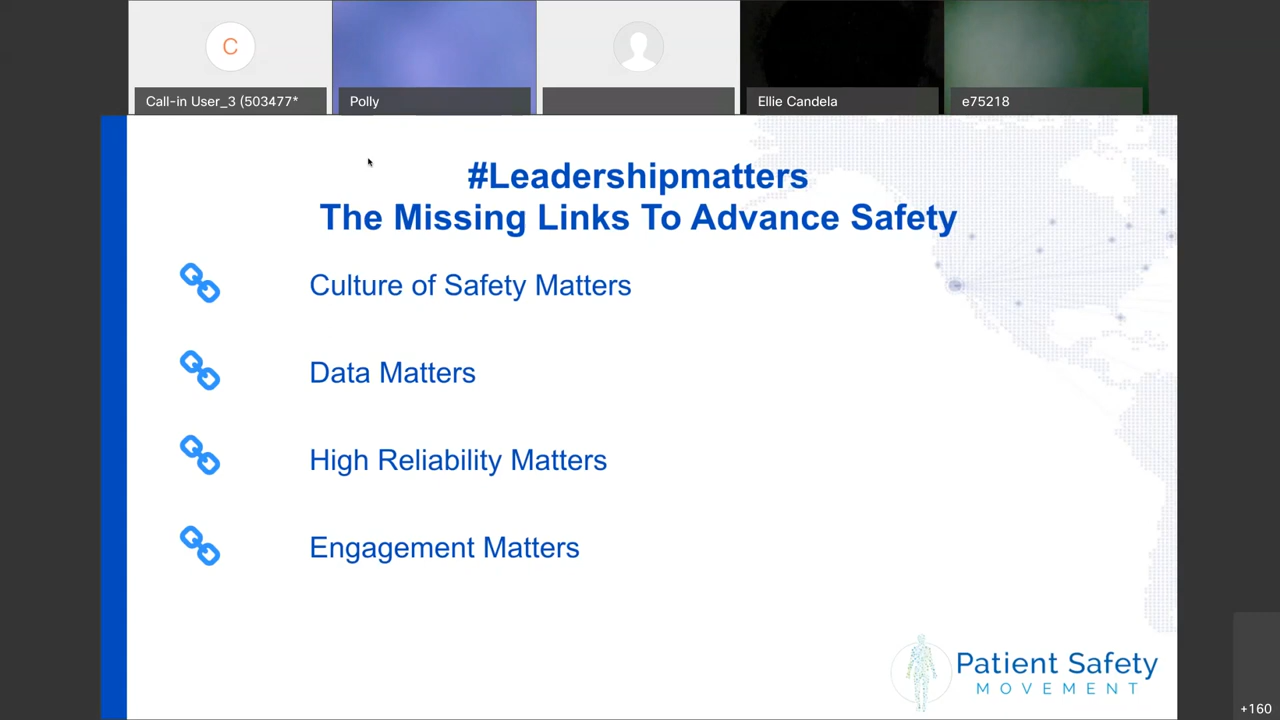 C
Call-in User_3 (503477*
Polly
Ellie Candela
e75218
#Leadershipmatters
The Missing Links To Advance Safety
Culture of Safety Matters
Data Matters
High Reliability Matters
Engagement Matters
Patient Safety
MOVEMENT
+160